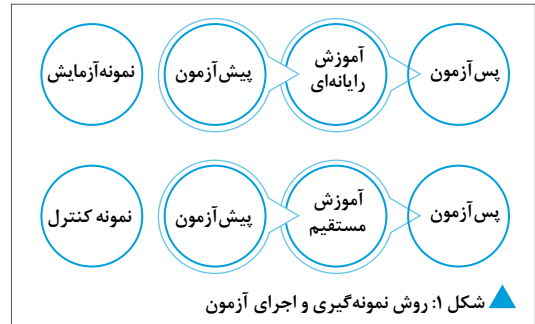 نمونه‌آزمایش
پیش‌آزمون
آموزش
رایانه‌ای
پس‌آزمون
نمونه کنترل
پیش‌آزمون
آموزش
مستقیم
پس‌آزمون
شکل ۱: روش نمونه‌گیری و اجرای آزمون